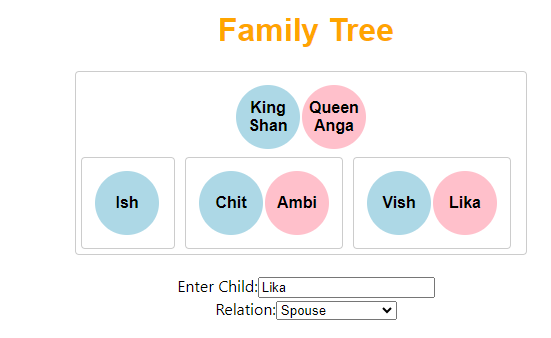 Family Tree
King Shan
Queen Anga
Ish
Chit
Ambi
Vish
Lika
Enter Child: Lika
Relation: Spouse